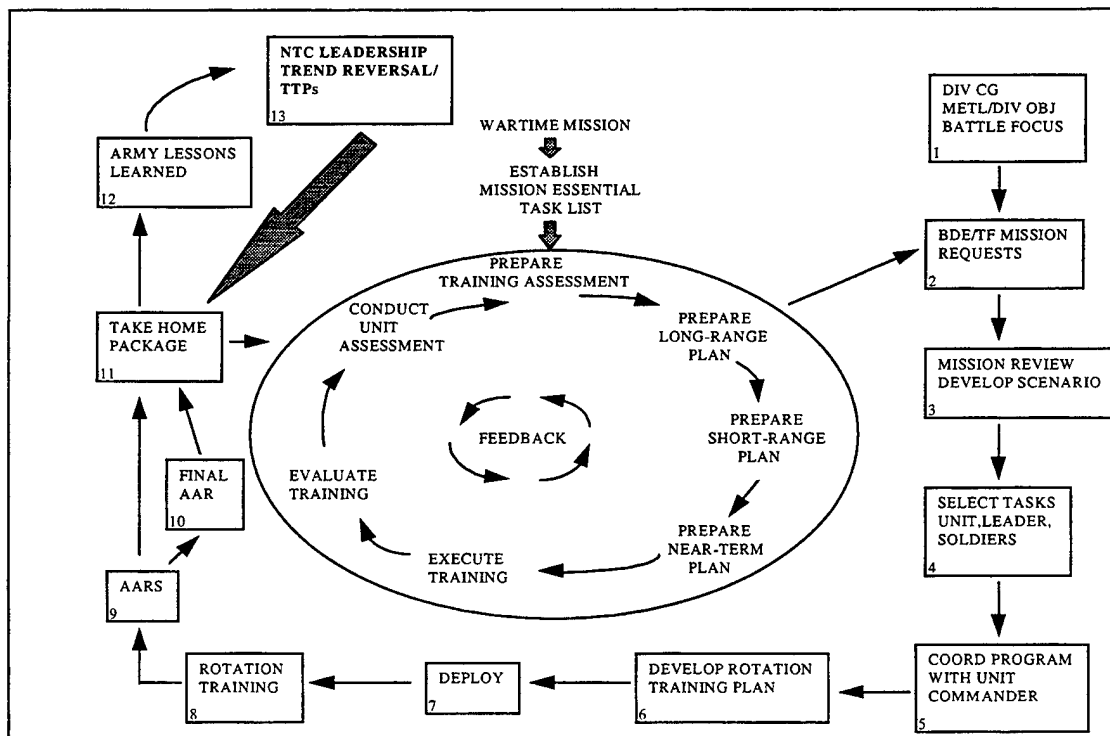 NTC LEADERSHIP
TREND REVERSAL/
TTPs
13
DIV CG
METL/DIV OBJ
BATTLE FOCUS
1
WARTIME MISSION
ARMY LESSONS
LEARNED
12
ESTABLISH
MISSION ESSENTIAL
TASK LIST
BDE/TF MISSION
REQUESTS
2
PREPARE
TRAINING ASSESSMENT
CONDUCT
UNIT
ASSESSMENT
PREPARE
LONG-RANGE
PLAN
TAKE HOME
PACKAGE
11
MISSION REVIEW
DEVELOP SCENARIO
3
PREPARE
SHORT-RANGE
PLAN
FEEDBACK
EVALUATE
TRAINING
FINAL
AAR
10
SELECT TASKS
UNIT,LEADER,
SOLDIERS
4
PREPARE
NEAR-TERM
PLAN
EXECUTE
TRAINING
AARS
9
ROTATION
TRAINING
8
DEPLOY
7
DEVELOP ROTATION
TRAINING PLAN
6
COORD PROGRAM
WITH UNIT
COMMANDER
5